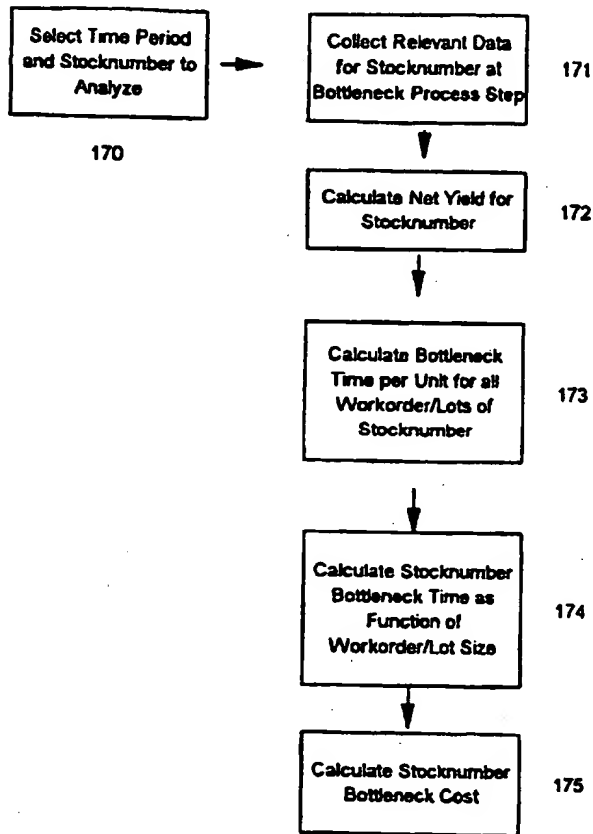 Select Time Period
and Stocknumber to
Analyze
170
Collect Relevant Data
for Stocknumber at
Bottleneck Process Step
171
Calculate Net Yield for
Stocknumber
172
Calculate Bottleneck
Time per Unit for all
Workorder/Lots of
Stocknumber
173
Calculate Stocknumber
Bottleneck Time as
Function of
Workorder/Lot Size
174
Calculate Stocknumber
Bottleneck Cost
175